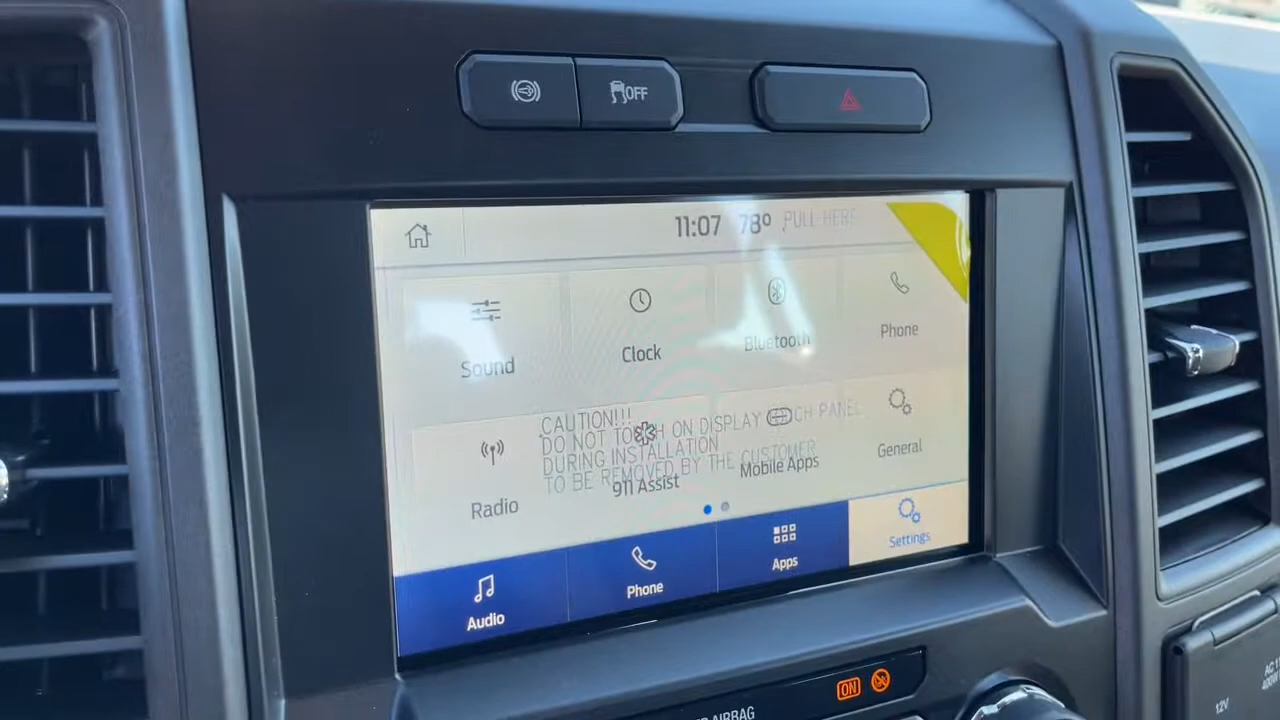 OFF
11:07 78° PULL HERE
Sound
Clock
Bluetooth
Phone
CAUTION!!!
DO NOT TOUCH ON DISPLAY TOUCH PANEL
DURING INSTALLATION
TO BE REMOVED BY THE CUSTOMER
Radio
911 Assist
Mobile Apps
General
Audio
Phone
Apps
Settings
AIRBAG
ON
12V